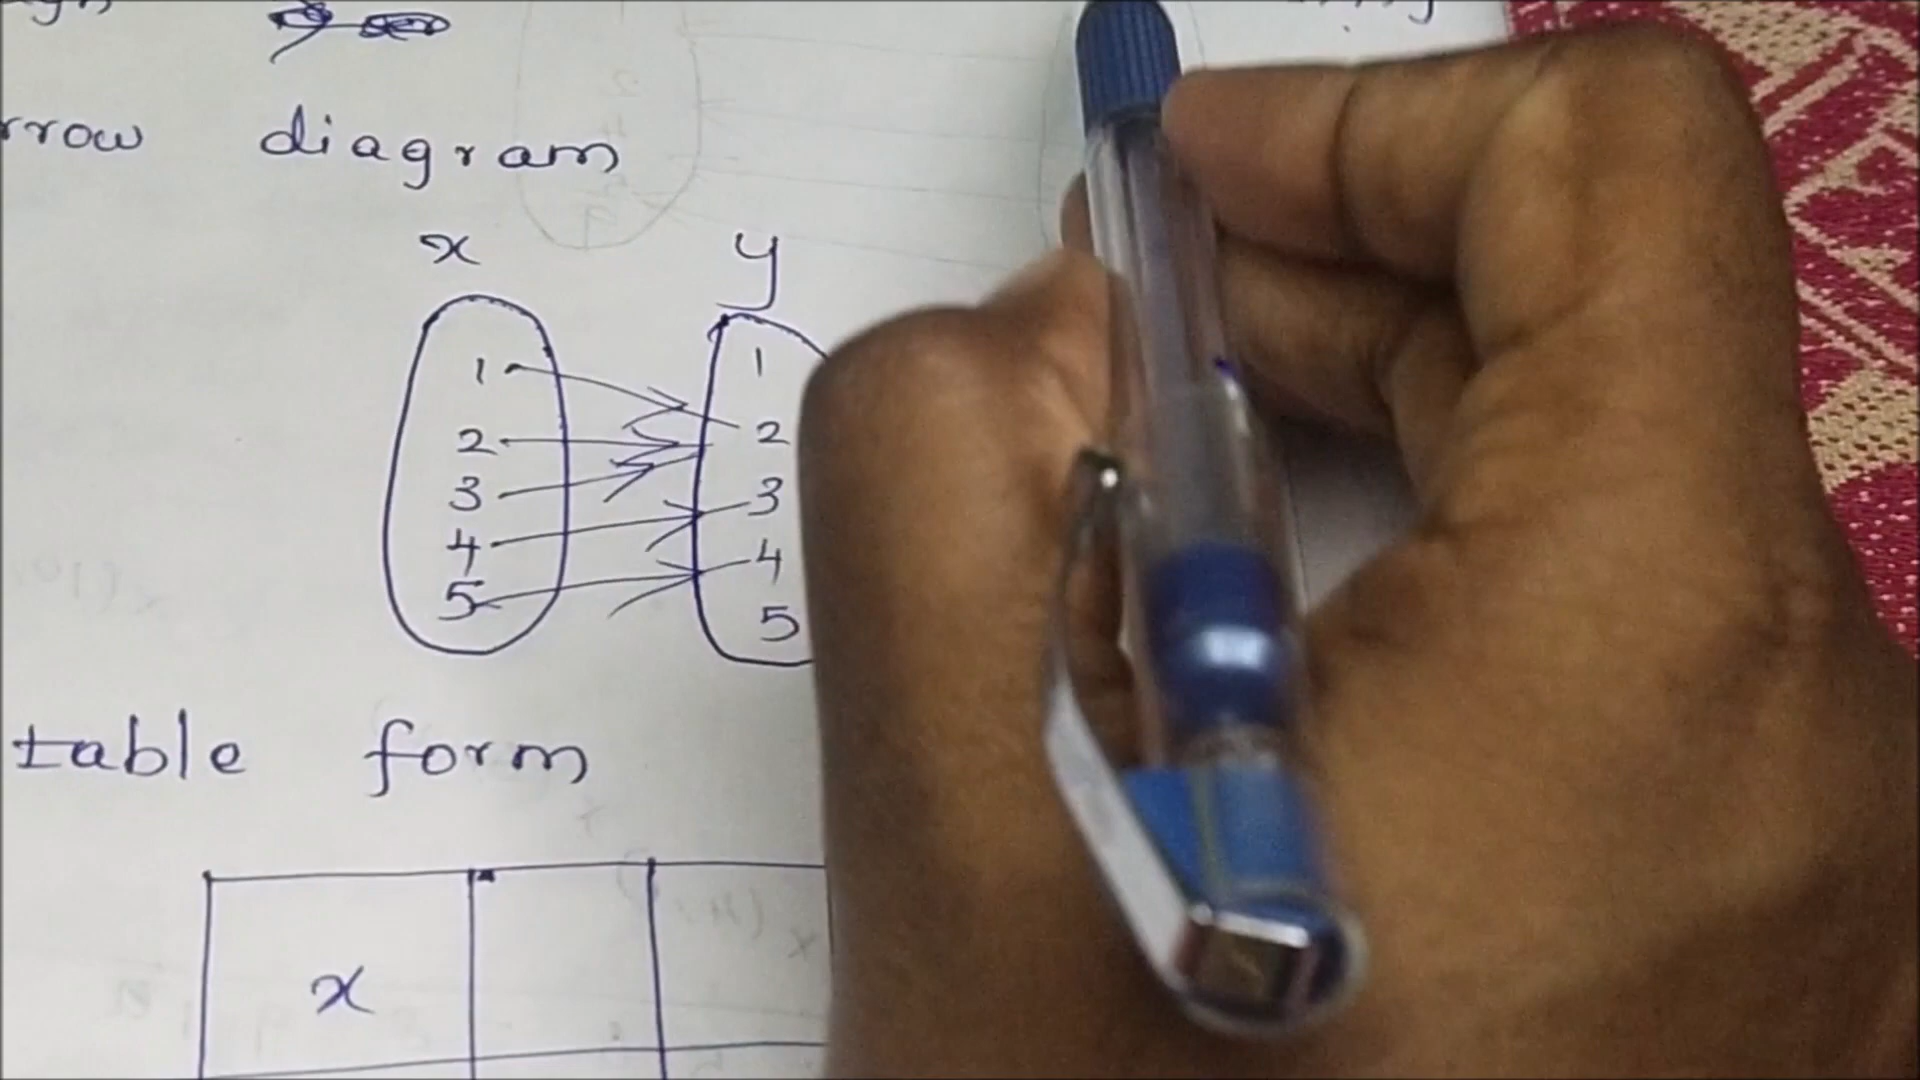 rrow diagram
x y
1 1
2 2
3 3
4 4
5 5
table form
x